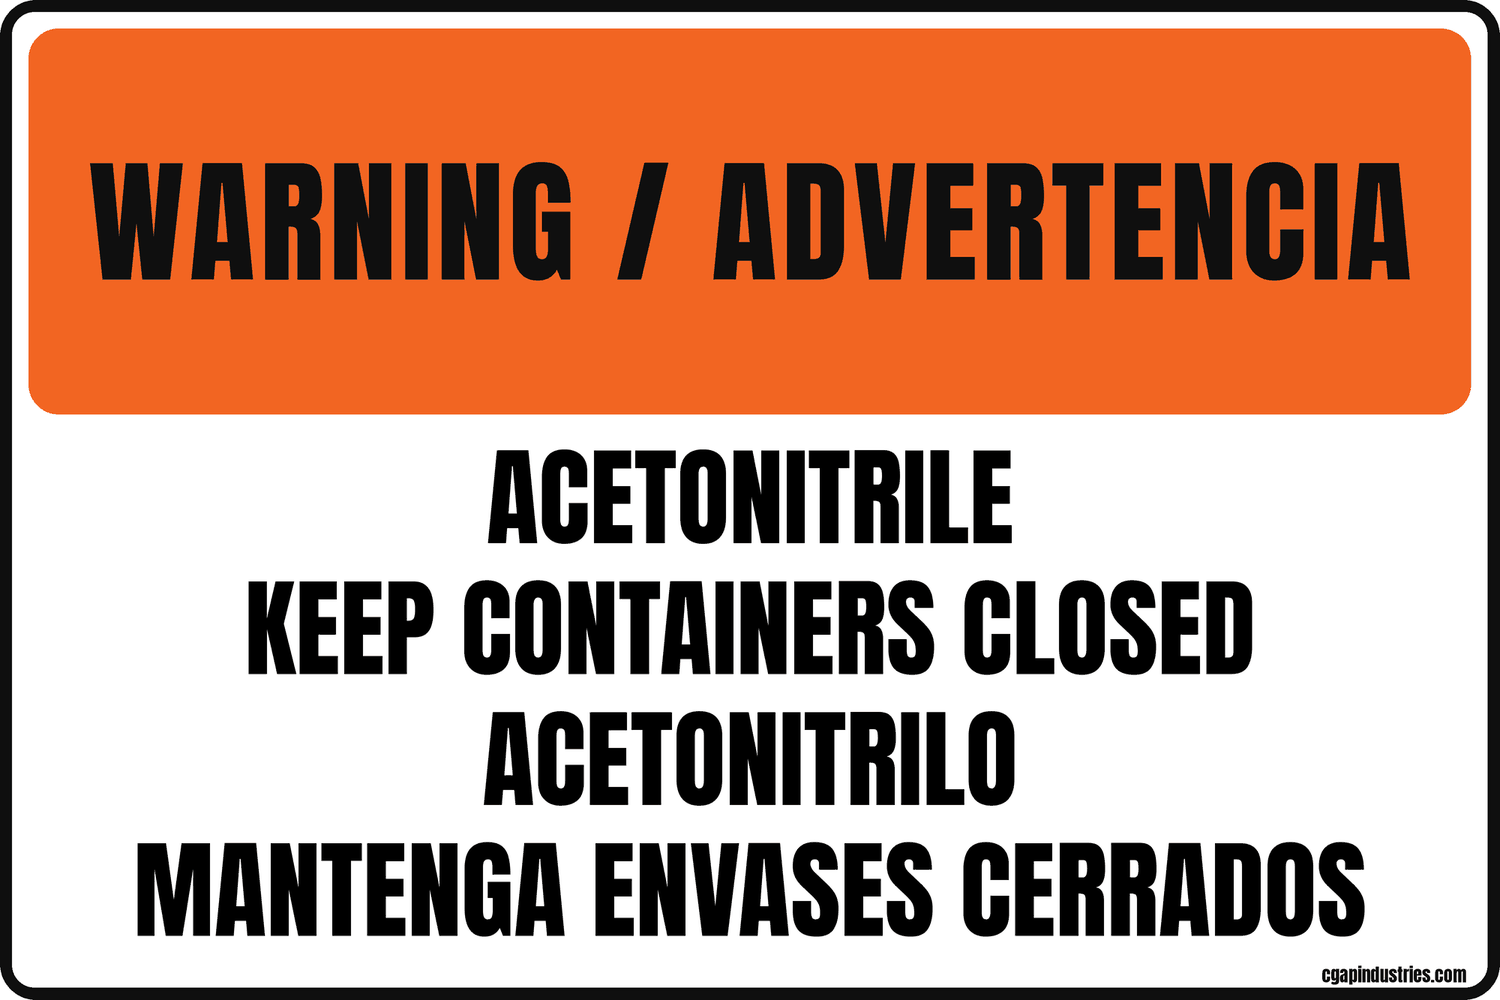 WARNING / ADVERTENCIA
ACETONITRILE
KEEP CONTAINERS CLOSED
ACETONITRILO
MANTENGA ENVASES CERRADOS
cgapindustries.com